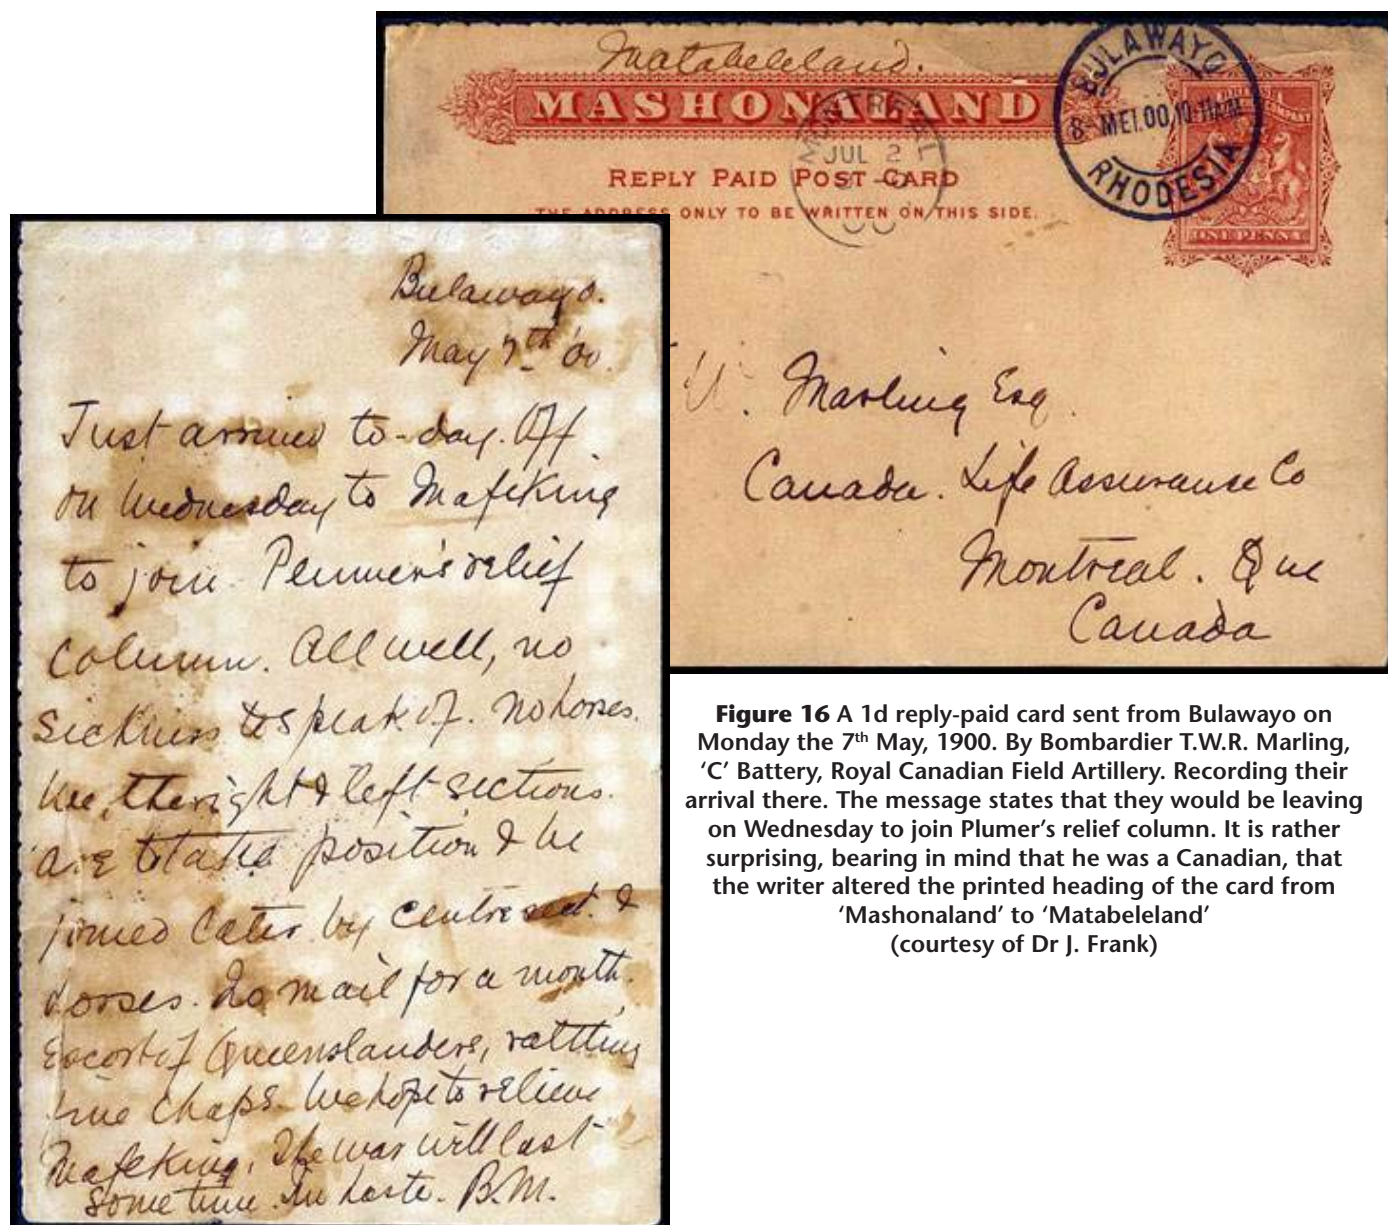 Matabeleland.
MASHONALAND
REPLY PAID POST CARD
THE ADDRESS ONLY TO BE WRITTEN ON THIS SIDE.
MONTREAL
JUL 2
00
BULAWAYO
8 MEI.00.10-11 A.M.
RHODESIA
ONE PENNY
W. Marling Esq.
Canada. Life Assurance Co
Montreal. Que
Canada
Bulawayo.
May 7th '00.
Just arrived to-day. Off
on Wednesday to Mafeking
to join Plumer's relief
column. All well, no
sickness to speak of. No horses.
We, the right & left sections.
are to take position & be
joined later by centre sect. &
horses. No mail for a month.
Escort of Queenslanders, rattling
fine chaps. We hope to relieve
Mafeking. The war will last
some time. In haste. B.M.
Figure 16 A 1d reply-paid card sent from Bulawayo on
Monday the 7th May, 1900. By Bombardier T.W.R. Marling,
‘C’ Battery, Royal Canadian Field Artillery. Recording their
arrival there. The message states that they would be leaving
on Wednesday to join Plumer’s relief column. It is rather
surprising, bearing in mind that he was a Canadian, that
the writer altered the printed heading of the card from
‘Mashonaland’ to ‘Matabeleland’
(courtesy of Dr J. Frank)